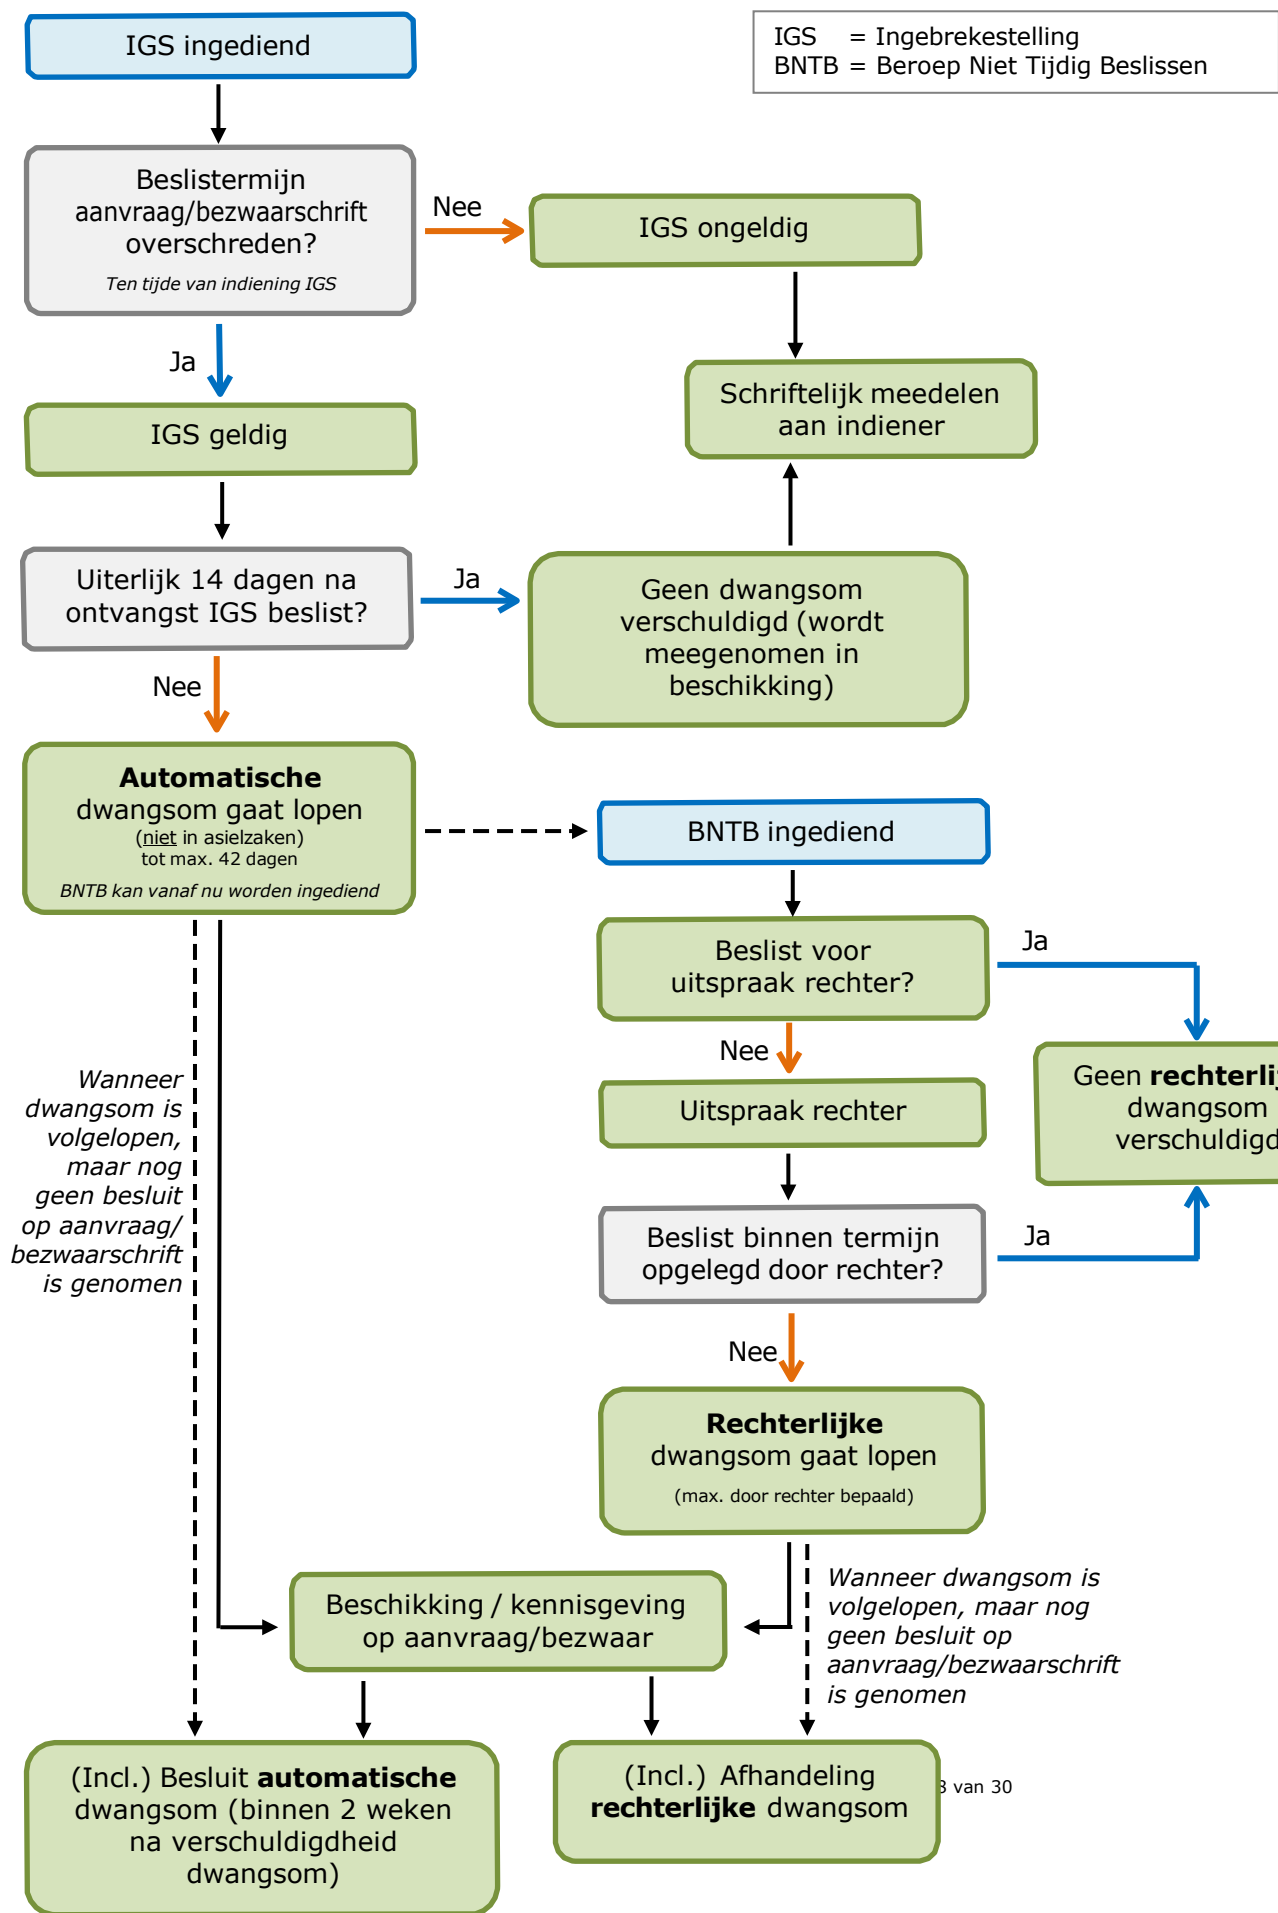 IGS ingediend
IGS = Ingebrekestelling
BNTB = Beroep Niet Tijdig Beslissen
Beslistermijn
aanvraag/bezwaarschrift
overschreden?
Ten tijde van indiening IGS
Nee
IGS ongeldig
Ja
Schriftelijk meedelen
aan indiener
IGS geldig
Uiterlijk 14 dagen na
ontvangst IGS beslist?
Ja
Geen dwangsom
verschuldigd (wordt
meegenomen in
beschikking)
Nee
Automatische
dwangsom gaat lopen
(niet in asielzaken)
tot max. 42 dagen
BNTB kan vanaf nu worden ingediend
BNTB ingediend
Beslist voor
uitspraak rechter?
Ja
Nee
Geen rechterlij
dwangsom
verschuldigd
Uitspraak rechter
Wanneer
dwangsom is
volgelopen,
maar nog
geen besluit
op aanvraag/
bezwaarschrift
is genomen
Beslist binnen termijn
opgelegd door rechter?
Ja
Nee
Rechterlijke
dwangsom gaat lopen
(max. door rechter bepaald)
Wanneer dwangsom is
volgelopen, maar nog
geen besluit op
aanvraag/bezwaarschrift
is genomen
Beschikking / kennisgeving
op aanvraag/bezwaar
(Incl.) Besluit automatische
dwangsom (binnen 2 weken
na verschuldigdheid
dwangsom)
(Incl.) Afhandeling
rechterlijke dwangsom
van 30